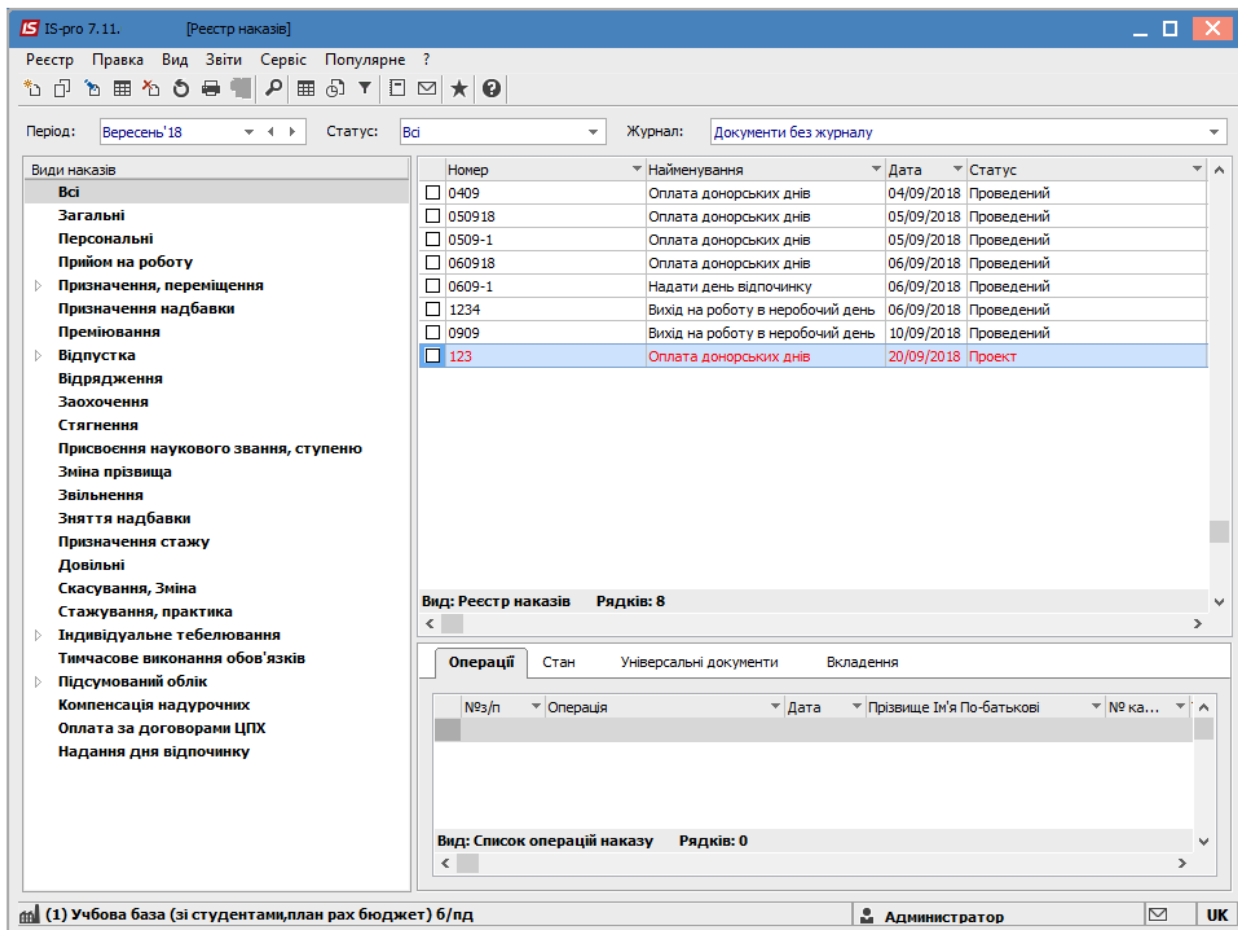 IS-pro 7.11. [Реєстр наказів]
Реєстр Правка Вид Звіти Сервіс Популярне ?
Період: Вересень'18 Статус: Всі Журнал: Документи без журналу
Види наказів
Всі
Загальні
Персональні
Прийом на роботу
Призначення, переміщення
Призначення надбавки
Преміювання
Відпустка
Відрядження
Заохочення
Стягнення
Присвоєння наукового звання, ступеню
Зміна прізвища
Звільнення
Зняття надбавки
Призначення стажу
Довільні
Скасування, Зміна
Стажування, практика
Індивідуальне тебелювання
Тимчасове виконання обов'язків
Підсумований облік
Компенсація надурочних
Оплата за договорами ЦПХ
Надання дня відпочинку
Номер Найменування Дата Статус
0409 Оплата донорських днів 04/09/2018 Проведений
050918 Оплата донорських днів 05/09/2018 Проведений
0509-1 Оплата донорських днів 05/09/2018 Проведений
060918 Оплата донорських днів 06/09/2018 Проведений
0609-1 Надати день відпочинку 06/09/2018 Проведений
1234 Вихід на роботу в неробочий день 06/09/2018 Проведений
0909 Вихід на роботу в неробочий день 10/09/2018 Проведений
123 Оплата донорських днів 20/09/2018 Проект
Вид: Реєстр наказів Рядків: 8
Операції Стан Універсальні документи Вкладення
№з/п Операція Дата Прізвище Ім'я По-батькові № ка...
Вид: Список операцій наказу Рядків: 0
(1) Учбова база (зі студентами,план рах бюджет) б/пд Администратор UK